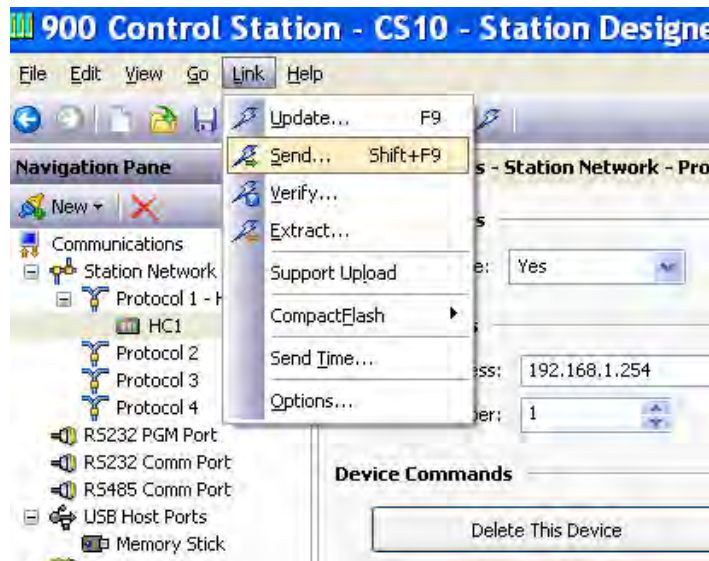 900 Control Station - CS10 - Station Designe
File Edit View Go Link Help
Update... F9
Navigation Pane
Send... Shift+F9
s - Station Network - Pro
New
Verify...
s
Communications
Extract...
Station Network
Support Upload
e: Yes
Protocol 1 - H
HC1
CompactFlash
s
Protocol 2
Send Time...
ess: 192.168.1.254
Protocol 3
Protocol 4
Options...
er: 1
RS232 PGM Port
RS232 Comm Port
Device Commands
RS485 Comm Port
USB Host Ports
Delete This Device
Memory Stick